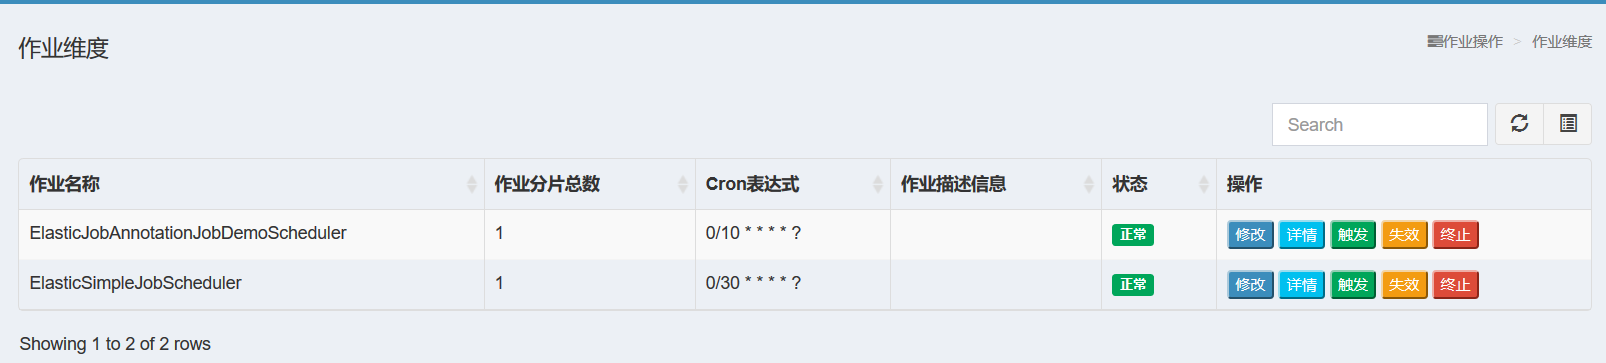 作业维度
作业操作 > 作业维度
Search
作业名称 作业分片总数 Cron表达式 作业描述信息 状态 操作
ElasticJobAnnotationJobDemoScheduler 1 0/10 * * * * ? 正常 修改 详情 触发 失效 终止
ElasticSimpleJobScheduler 1 0/30 * * * * ? 正常 修改 详情 触发 失效 终止
Showing 1 to 2 of 2 rows